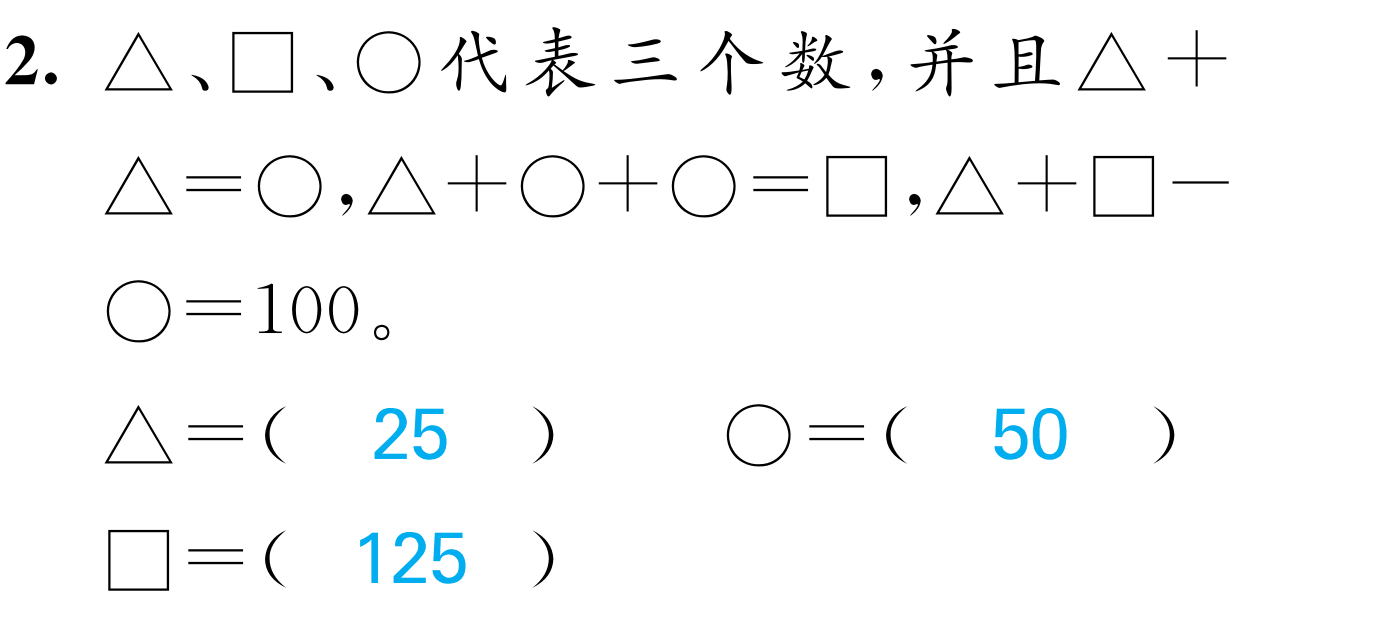 2. △、□、○代表三个数,并且△+
△=○,△+○+○=□,△+□-
○=100。
△=( 25 ) ○=( 50 )
□=( 125 )